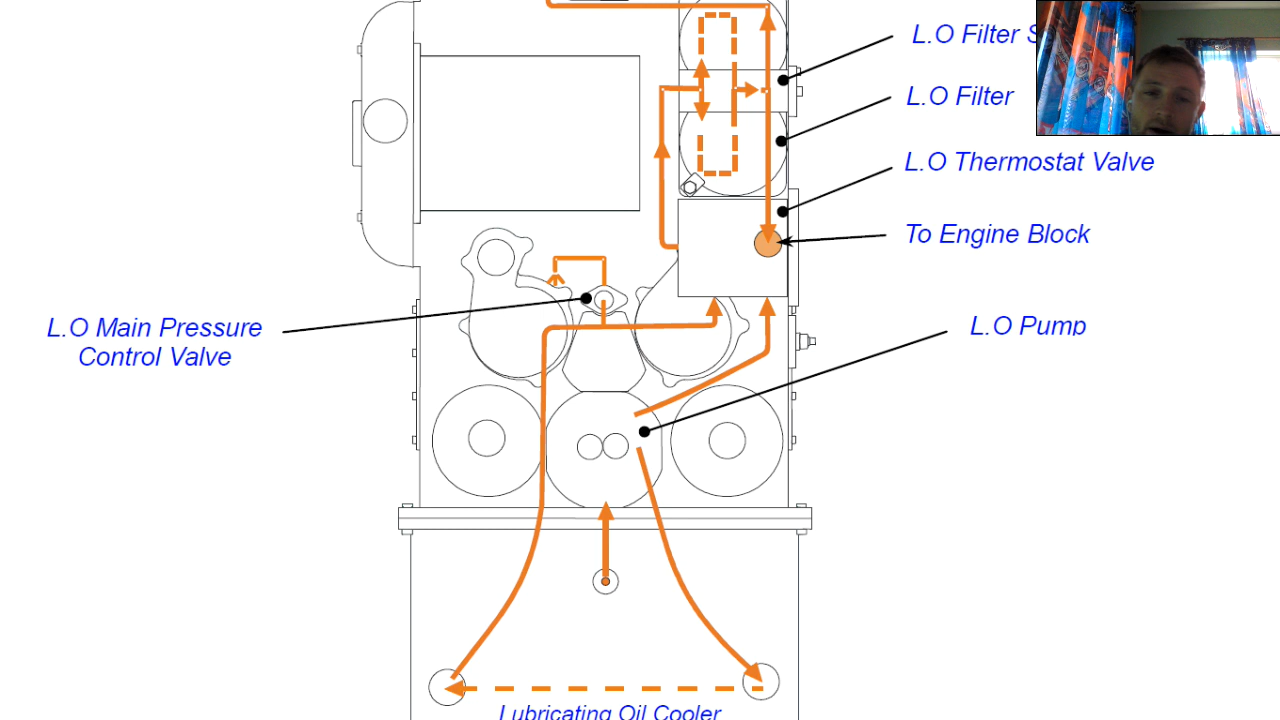 L.O Filter
L.O Filter
L.O Thermostat Valve
To Engine Block
L.O Main Pressure
Control Valve
L.O Pump
Lubricating Oil Cooler